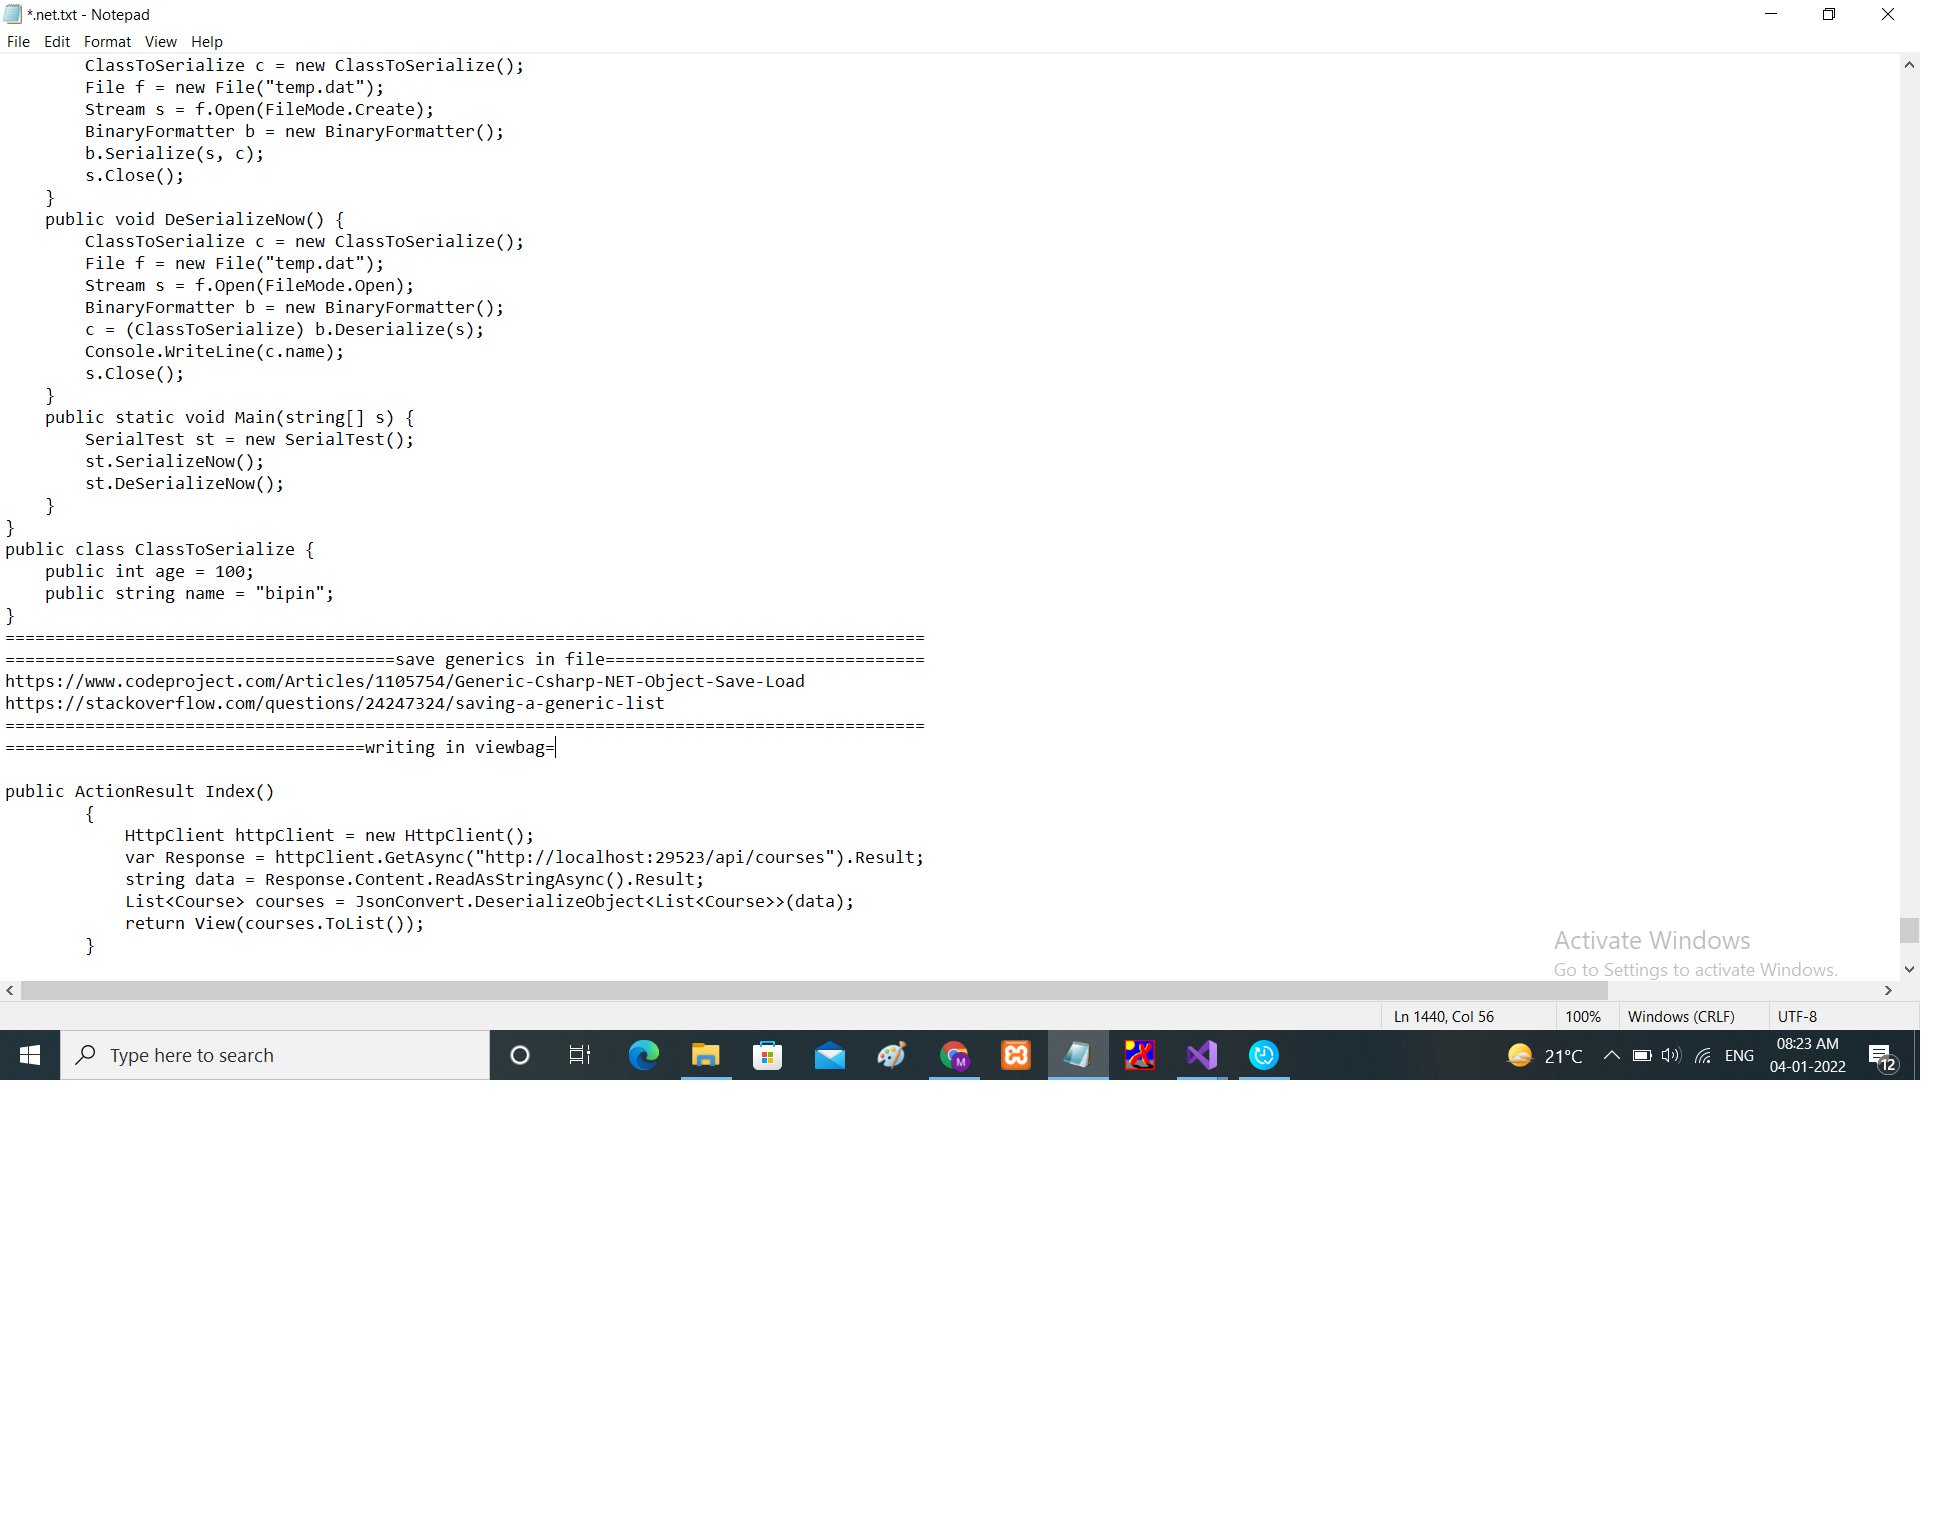 *.net.txt - Notepad
File Edit Format View Help
        ClassToSerialize c = new ClassToSerialize();
        File f = new File("temp.dat");
        Stream s = f.Open(FileMode.Create);
        BinaryFormatter b = new BinaryFormatter();
        b.Serialize(s, c);
        s.Close();
    }
    public void DeSerializeNow() {
        ClassToSerialize c = new ClassToSerialize();
        File f = new File("temp.dat");
        Stream s = f.Open(FileMode.Open);
        BinaryFormatter b = new BinaryFormatter();
        c = (ClassToSerialize) b.Deserialize(s);
        Console.WriteLine(c.name);
        s.Close();
    }
    public static void Main(string[] s) {
        SerialTest st = new SerialTest();
        st.SerializeNow();
        st.DeSerializeNow();
    }
}
public class ClassToSerialize {
    public int age = 100;
    public string name = "bipin";
}
============================================================================================
=======================================save generics in file================================
https://www.codeproject.com/Articles/1105754/Generic-Csharp-NET-Object-Save-Load
https://stackoverflow.com/questions/24247324/saving-a-generic-list
============================================================================================
====================================writing in viewbag=
public ActionResult Index()
        {
            HttpClient httpClient = new HttpClient();
            var Response = httpClient.GetAsync("http://localhost:29523/api/courses").Result;
            string data = Response.Content.ReadAsStringAsync().Result;
            List<Course> courses = JsonConvert.DeserializeObject<List<Course>>(data);
            return View(courses.ToList());
        }
Activate Windows
Go to Settings to activate Windows.
Ln 1440, Col 56 100% Windows (CRLF) UTF-8
Type here to search
M
21°C ENG
08:23 AM
04-01-2022
12